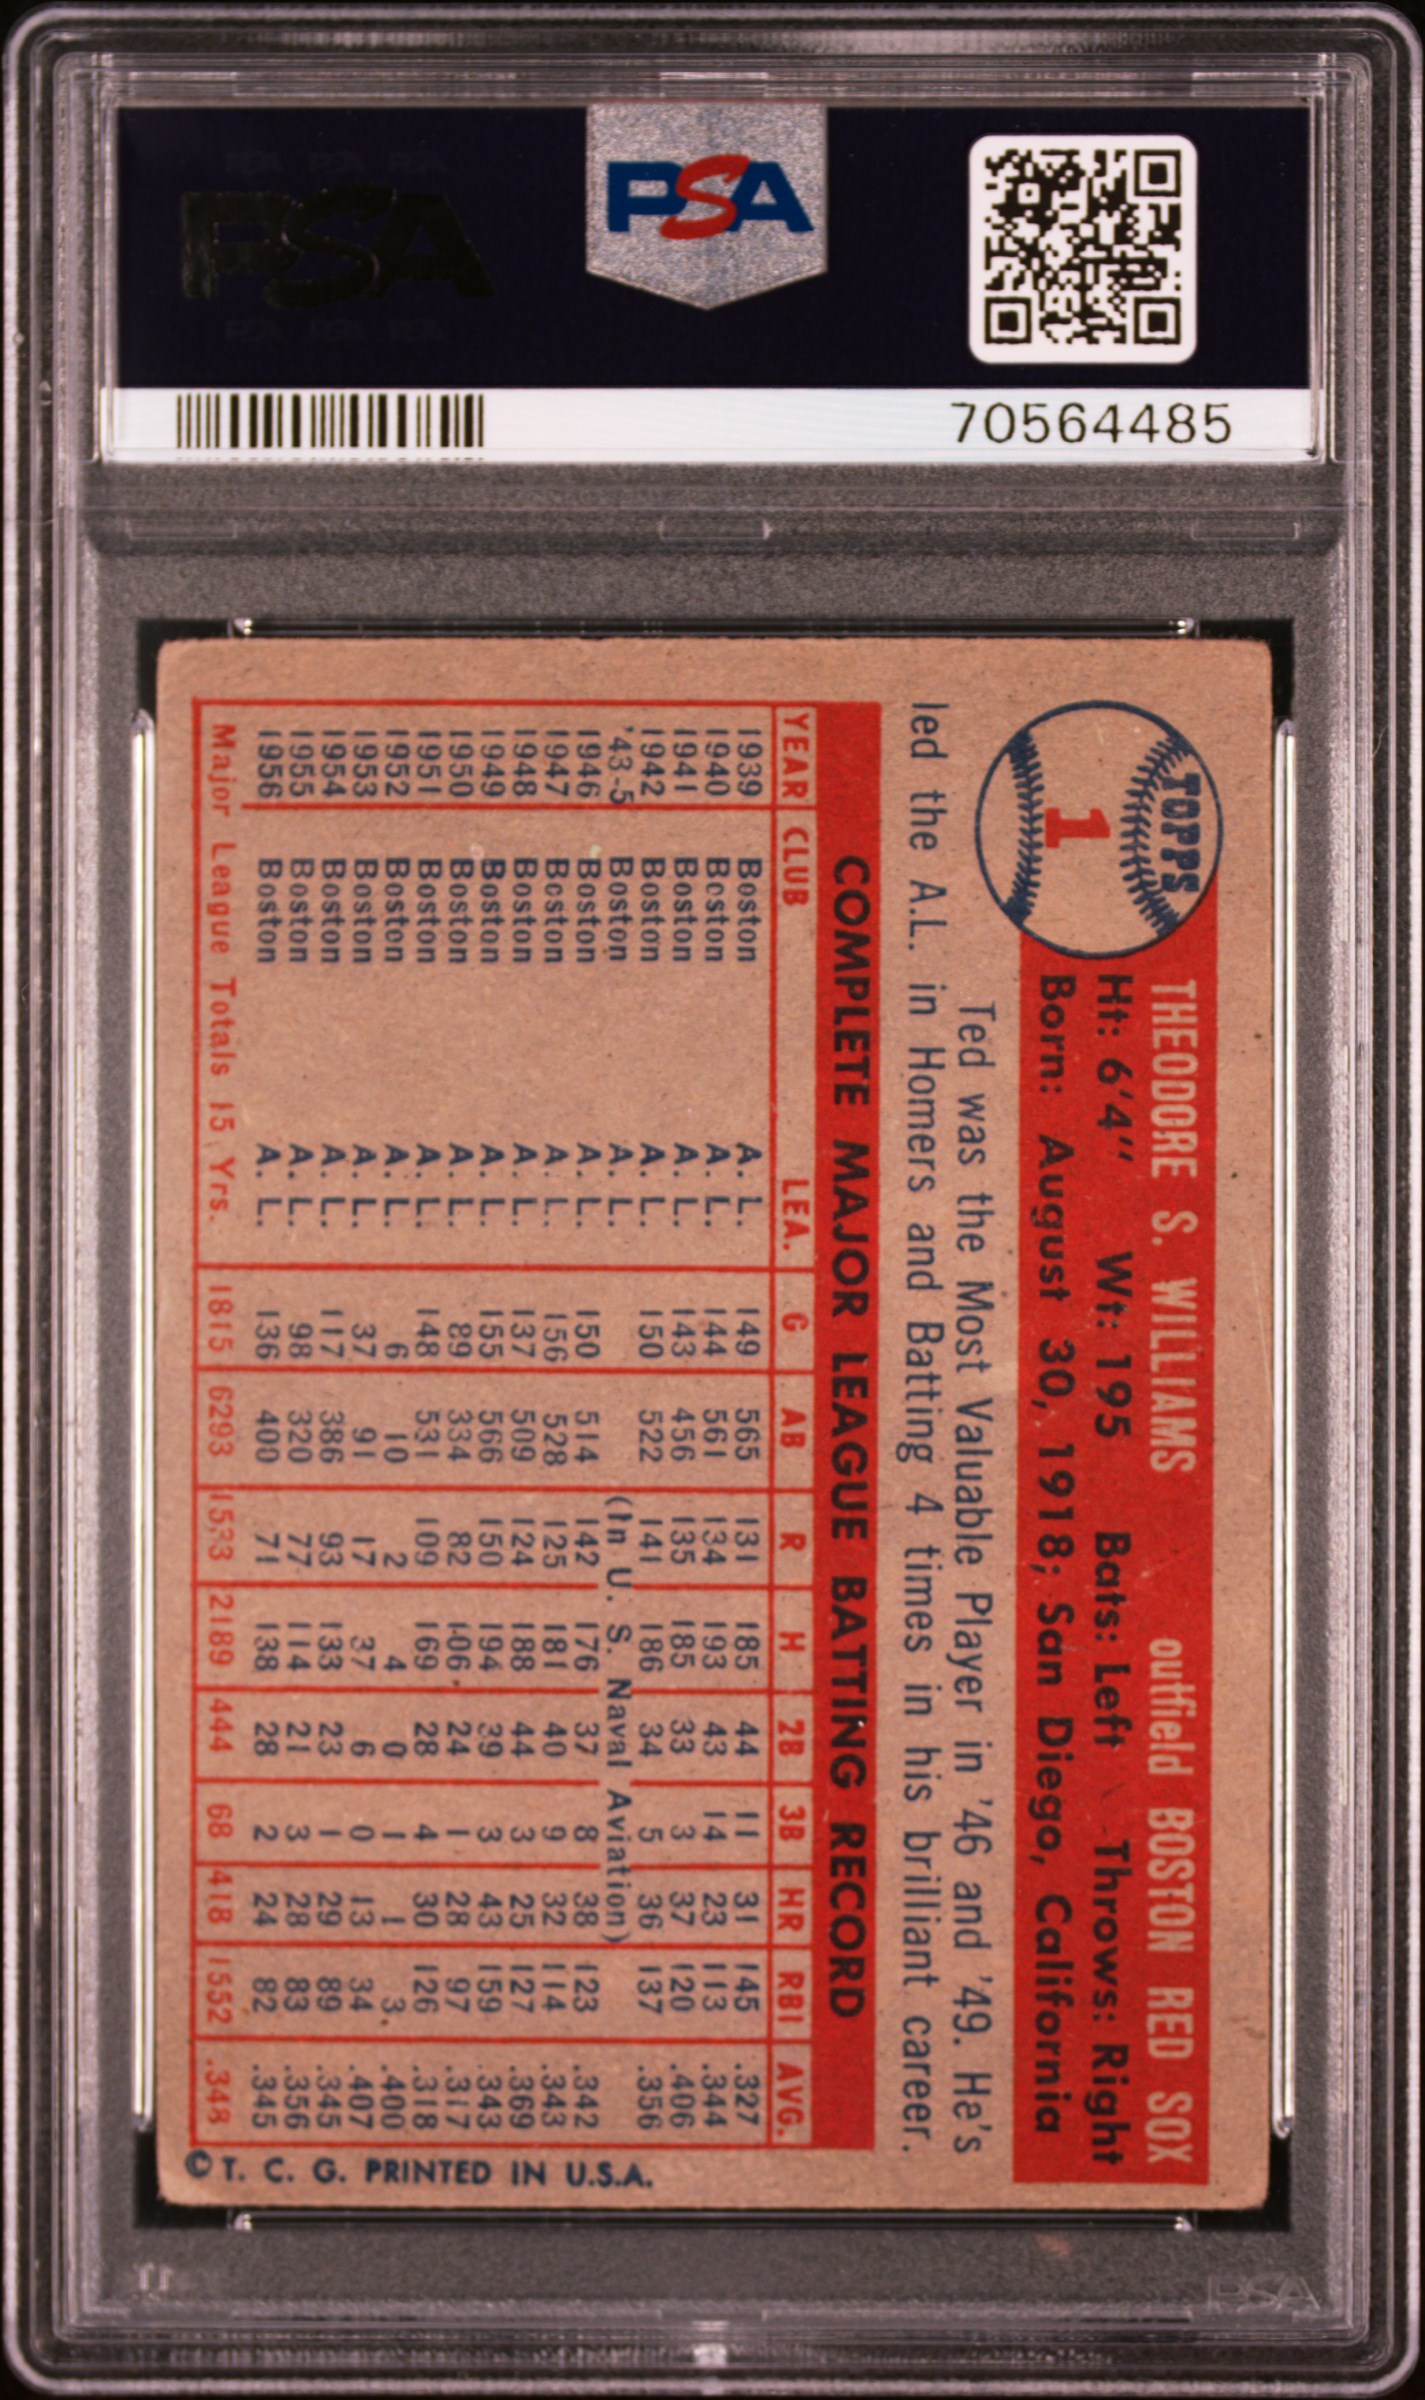 PSA
PSA
70564485
TOPPS
1
THEODORE S. WILLIAMS outfield BOSTON RED SOX
Ht: 6'4" Wt: 195 Bats: Left Throws: Right
Born: August 30, 1918; San Diego, California
Ted was the Most Valuable Player in '46 and '49. He's
led the A.L. in Homers and Batting 4 times in his brilliant career.
COMPLETE MAJOR LEAGUE BATTING RECORD
YEAR CLUB LEA. G AB R H 2B 3B HR RBI AVG.
1939 Boston A. L. 149 565 131 185 44 11 31 145 .327
1940 Boston A. L. 144 561 134 193 43 14 23 113 .344
1941 Boston A. L. 143 456 135 185 33 3 37 120 .406
1942 Boston A. L. 150 522 141 186 34 5 36 137 .356
'43-5 Boston A. L. (In U. S. Naval Aviation)
1946 Boston A. L. 150 514 142 176 37 8 38 123 .342
1947 Boston A. L. 156 528 125 181 40 9 32 114 .343
1948 Boston A. L. 137 509 124 188 44 3 25 127 .369
1949 Boston A. L. 155 566 150 194 39 3 43 159 .343
1950 Boston A. L. 89 334 82 106 24 1 28 97 .317
1951 Boston A. L. 148 531 109 169 28 4 30 126 .318
1952 Boston A. L. 6 10 2 4 0 1 1 3 .400
1953 Boston A. L. 37 91 17 37 6 0 13 34 .407
1954 Boston A. L. 117 386 93 133 23 1 29 89 .345
1955 Boston A. L. 98 320 77 114 21 3 28 83 .356
1956 Boston A. L. 136 400 71 138 28 2 24 82 .345
Major League Totals 15 Yrs. 1815 6293 1533 2189 444 68 418 1552 .348
© T. C. G. PRINTED IN U.S.A.
PSA